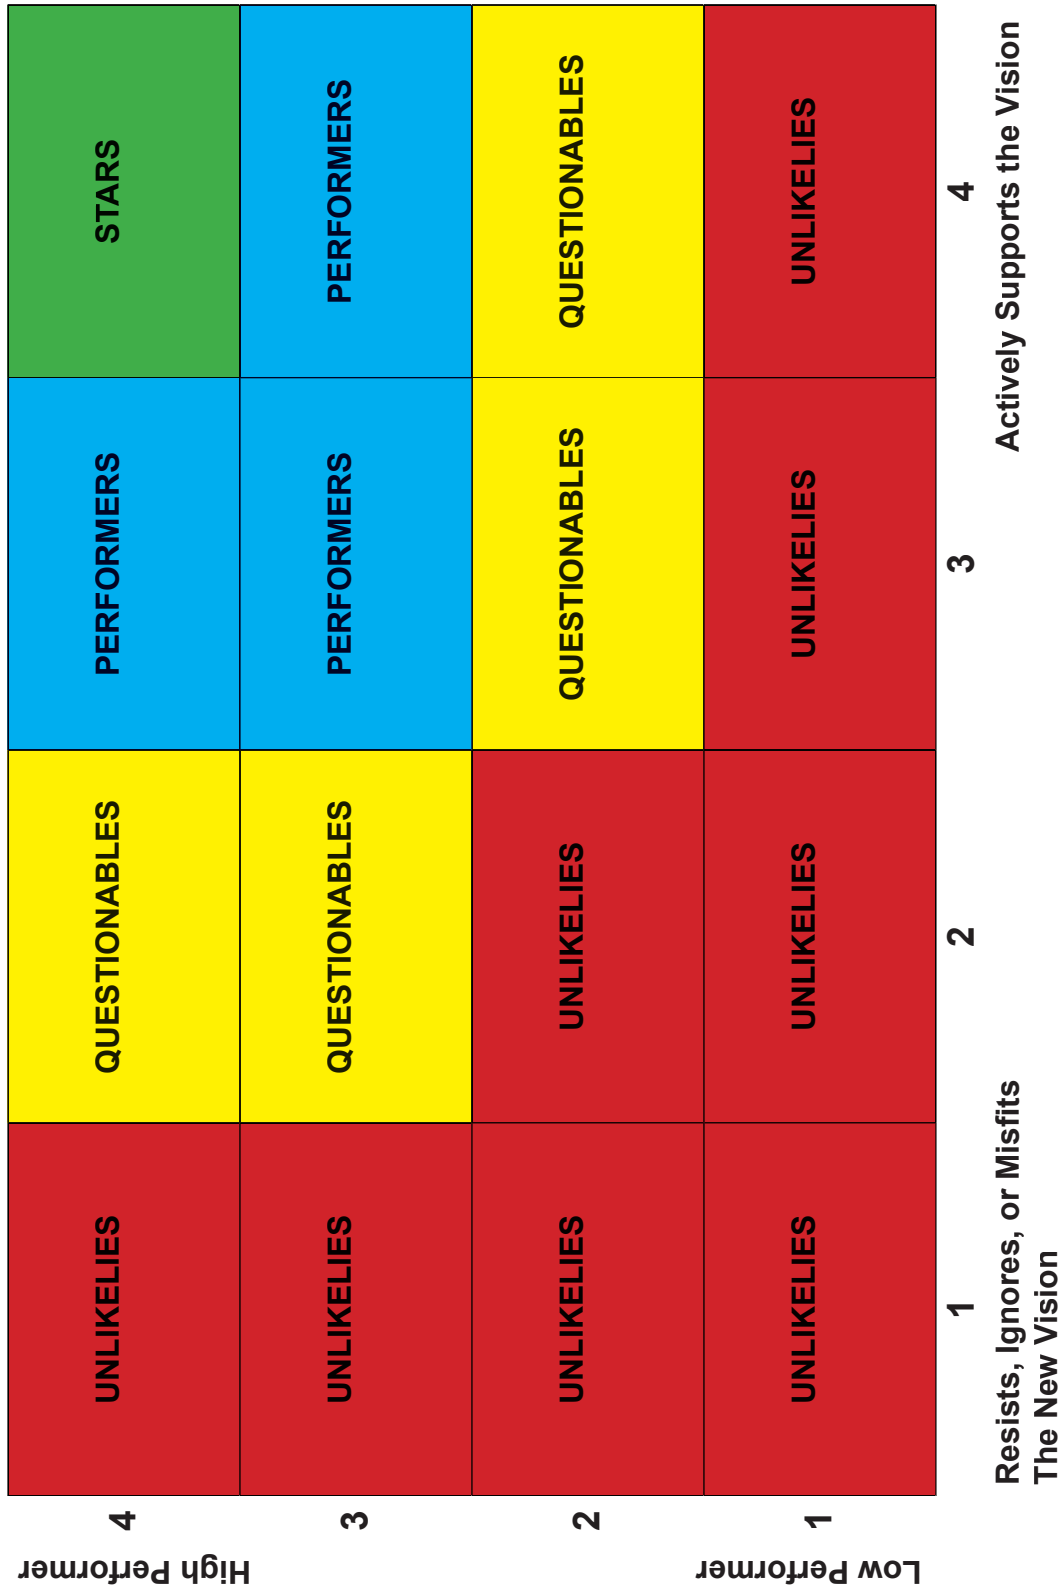 High Performer
4
UNLIKELIES
QUESTIONABLES
PERFORMERS
STARS
3
UNLIKELIES
QUESTIONABLES
PERFORMERS
PERFORMERS
2
UNLIKELIES
UNLIKELIES
QUESTIONABLES
QUESTIONABLES
Low Performer
1
UNLIKELIES
UNLIKELIES
UNLIKELIES
UNLIKELIES
1
2
3
4
Resists, Ignores, or Misfits
The New Vision
Actively Supports the Vision